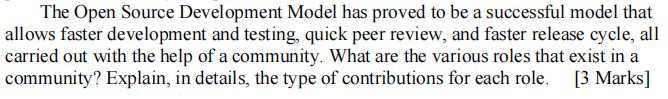 The Open Source Development Model has proved to be a successful model that
allows faster development and testing, quick peer review, and faster release cycle, all
carried out with the help of a community. What are the various roles that exist in a
community? Explain, in details, the type of contributions for each role. [3 Marks]